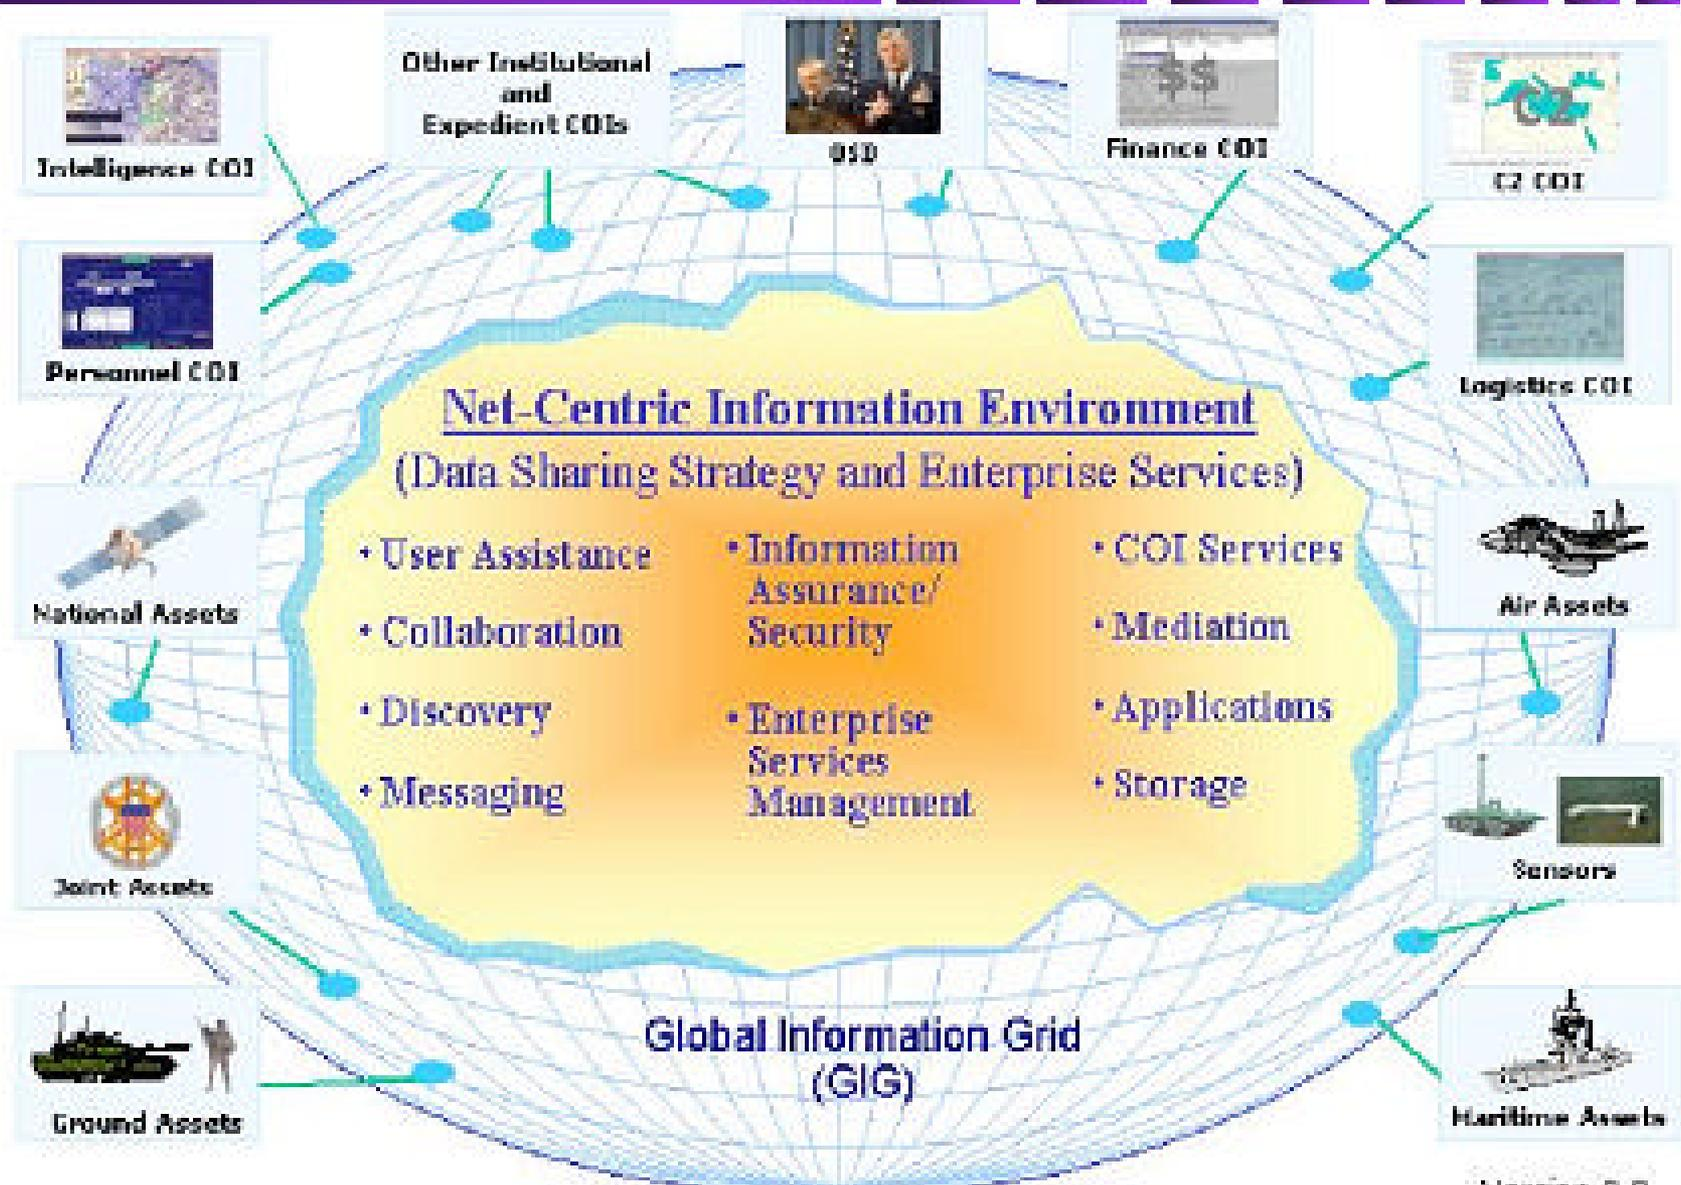 Other Institutional
and
Expedient COIs
Intelligence COI
OSD
$$
Finance COI
C2
C2 COI
Personnel COI
Logistics COI
Net-Centric Information Environment
(Data Sharing Strategy and Enterprise Services)
• User Assistance
• Collaboration
• Discovery
• Messaging
• Information
Assurance/
Security
• Enterprise
Services
Management
• COI Services
• Mediation
• Applications
• Storage
National Assets
Air Assets
Joint Assets
Sensors
Ground Assets
Maritime Assets
Global Information Grid
(GIG)